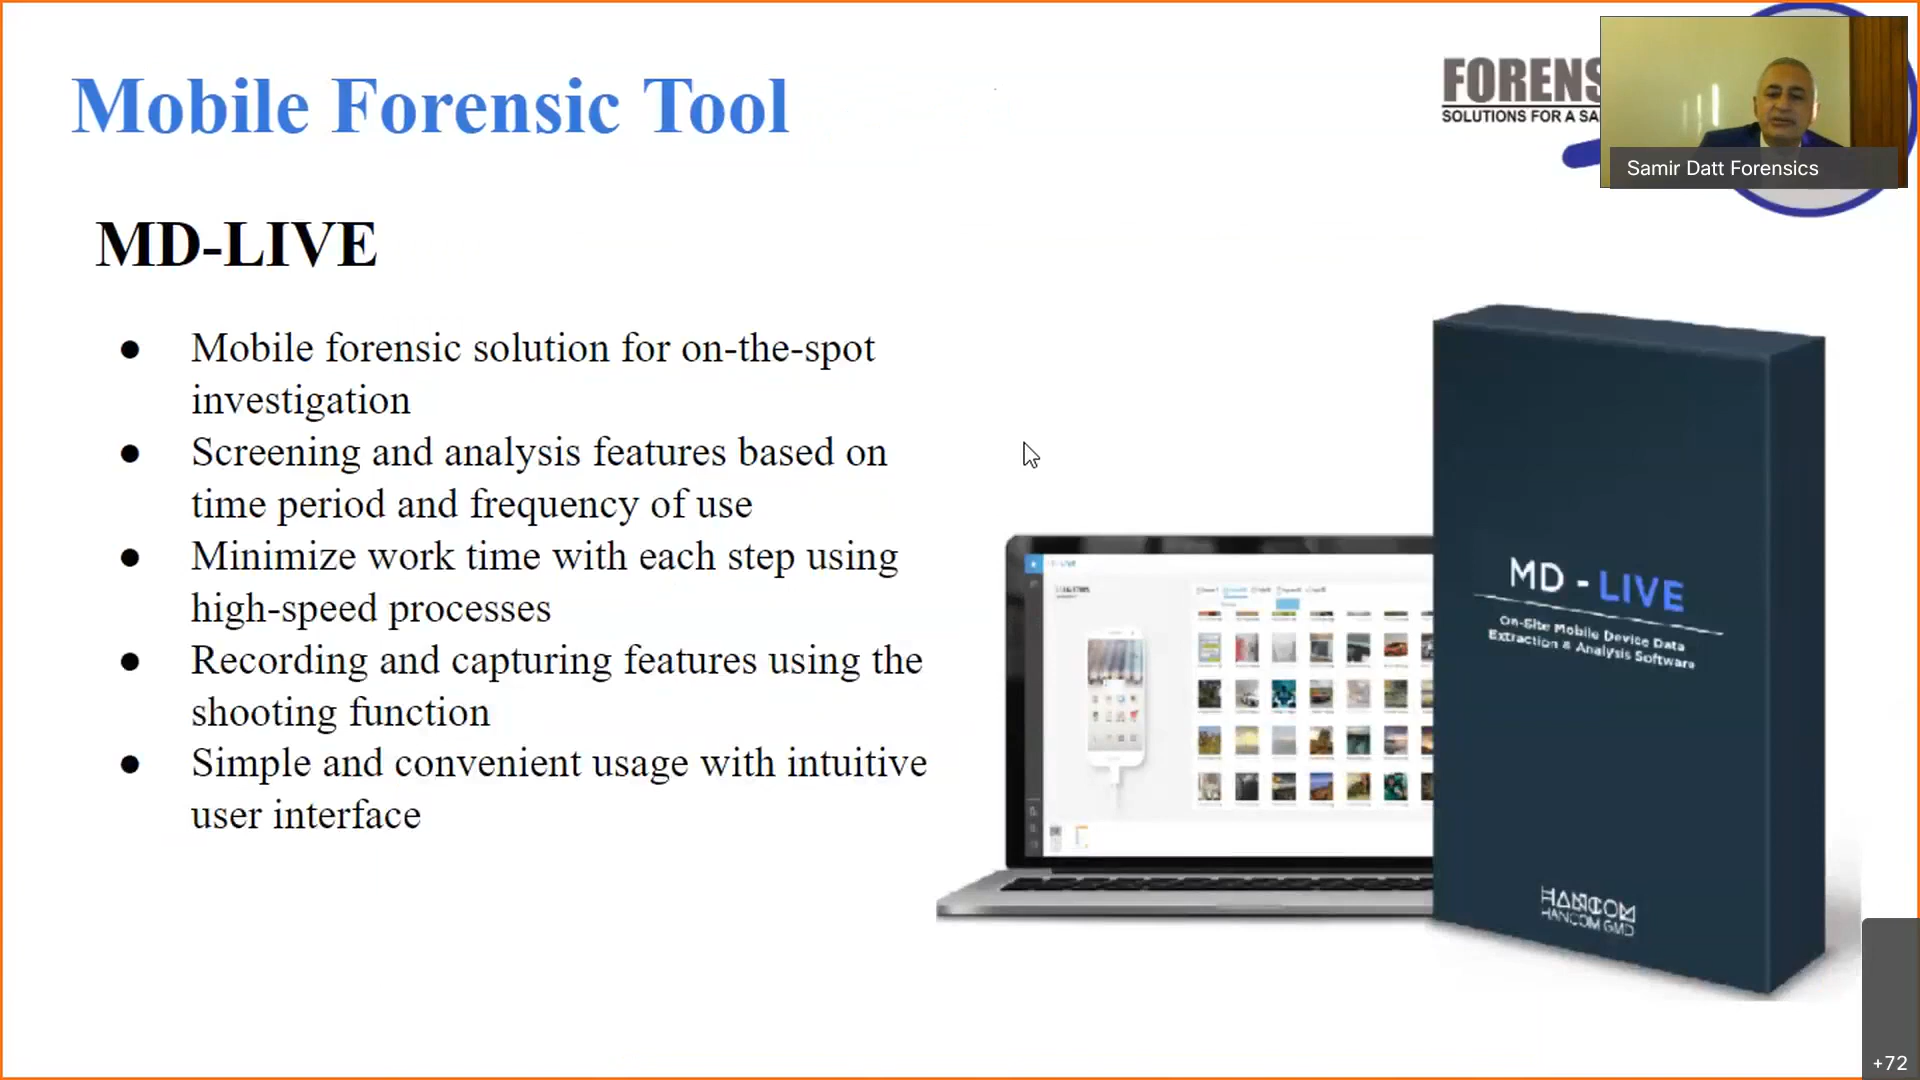 Mobile Forensic Tool
FORENS
SOLUTIONS FOR A SA
Samir Datt Forensics
MD-LIVE
● Mobile forensic solution for on-the-spot
investigation
● Screening and analysis features based on
time period and frequency of use
● Minimize work time with each step using
high-speed processes
● Recording and capturing features using the
shooting function
● Simple and convenient usage with intuitive
user interface
MD - LIVE
On-Site Mobile Device Data
Extraction & Analysis Software
HANCOM
HANCOM GMD
+72